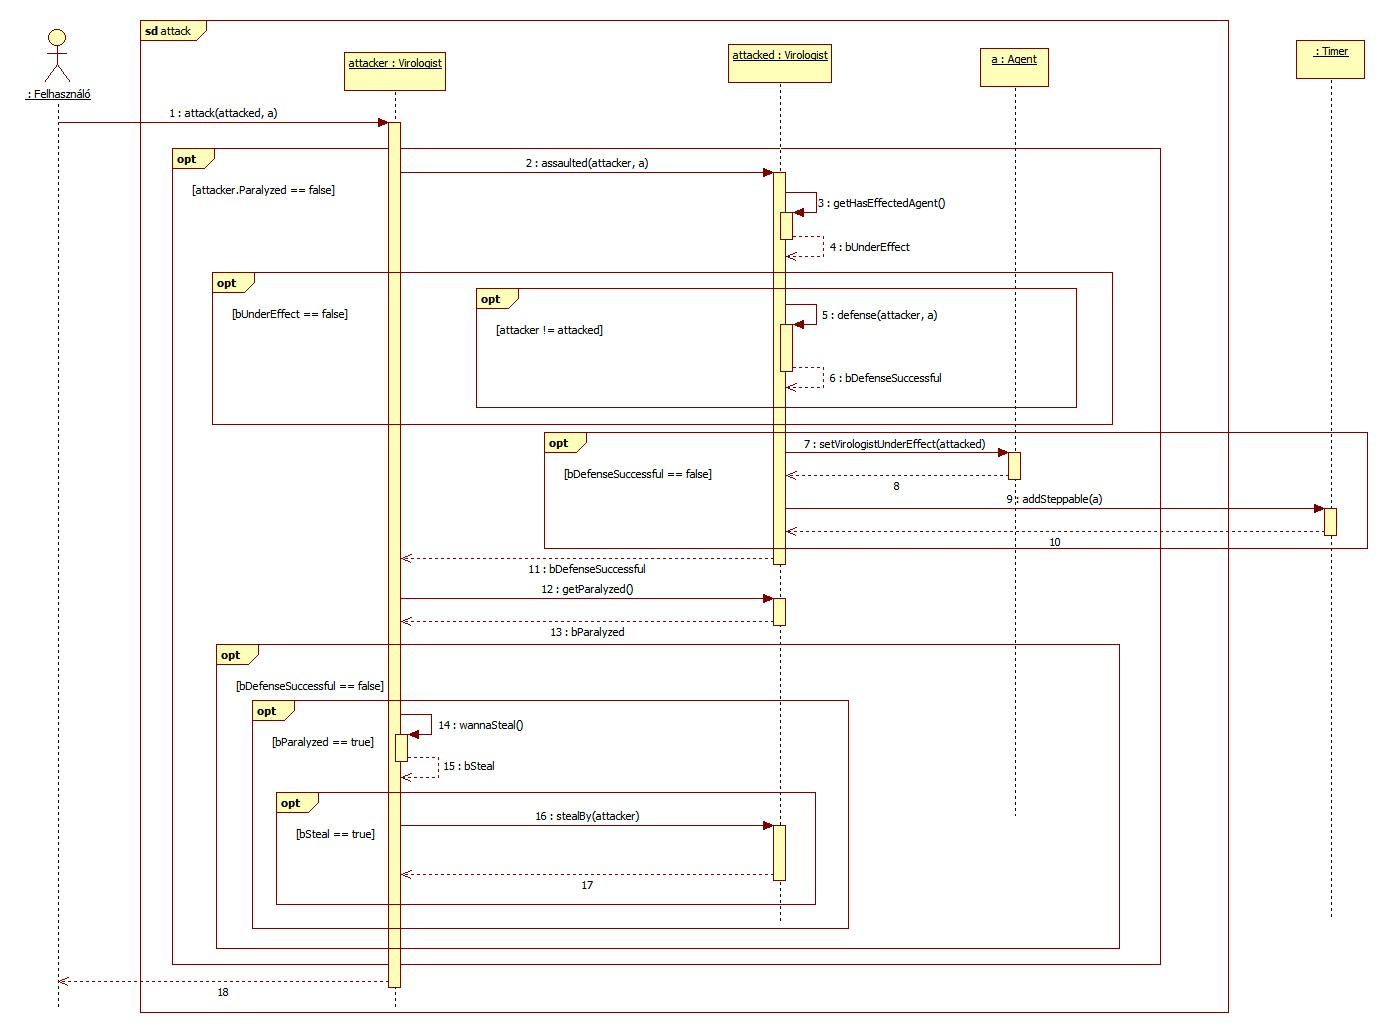 sd attack
: Felhasználó
attacker : Virologist
attacked : Virologist
a : Agent
: Timer
1 : attack(attacked, a)
opt
[attacker.Paralyzed == false]
2 : assaulted(attacker, a)
3 : getHasEffectedAgent()
4 : bUnderEffect
opt
[bUnderEffect == false]
opt
[attacker != attacked]
5 : defense(attacker, a)
6 : bDefenseSuccessful
opt
[bDefenseSuccessful == false]
7 : setVirologistUnderEffect(attacked)
8
9 : addSteppable(a)
10
11 : bDefenseSuccessful
12 : getParalyzed()
13 : bParalyzed
opt
[bDefenseSuccessful == false]
opt
[bParalyzed == true]
14 : wannaSteal()
15 : bSteal
opt
[bSteal == true]
16 : stealBy(attacker)
17
18